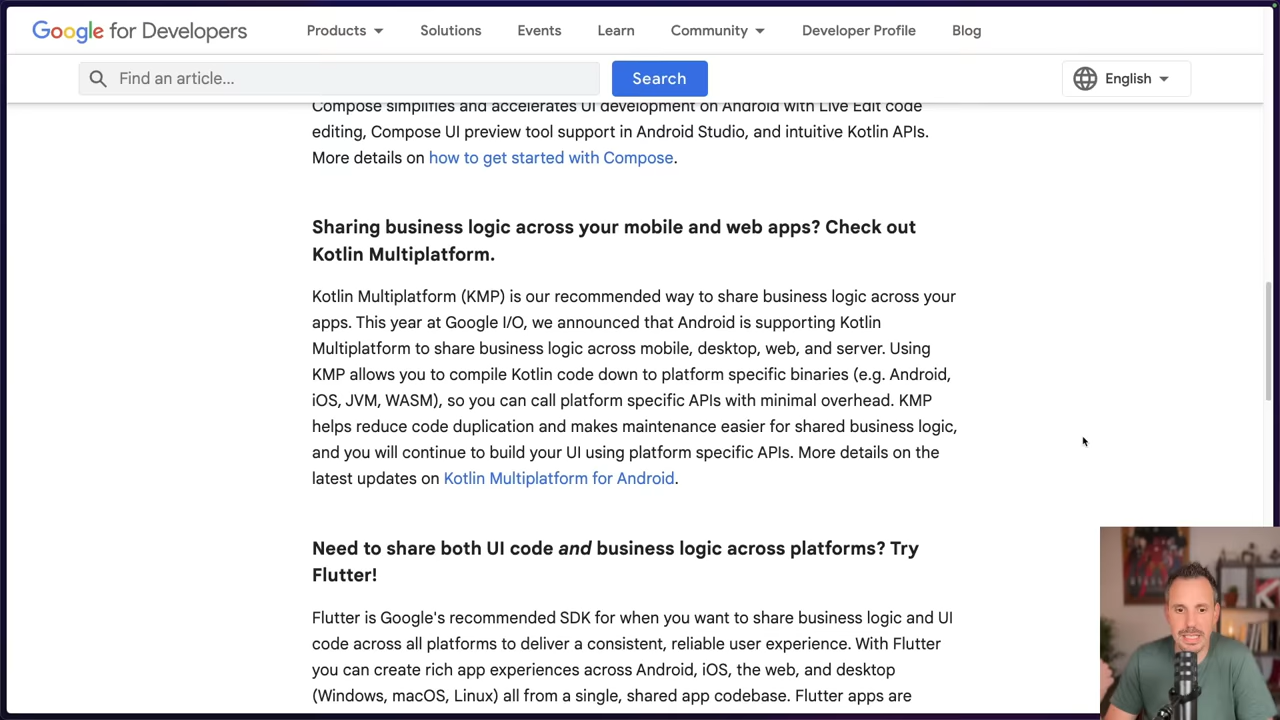 Google for Developers
Products
Solutions
Events
Learn
Community
Developer Profile
Blog
Find an article...
Search
English
Compose simplifies and accelerates UI development on Android with Live Edit code
editing, Compose UI preview tool support in Android Studio, and intuitive Kotlin APIs.
More details on how to get started with Compose.
Sharing business logic across your mobile and web apps? Check out
Kotlin Multiplatform.
Kotlin Multiplatform (KMP) is our recommended way to share business logic across your
apps. This year at Google I/O, we announced that Android is supporting Kotlin
Multiplatform to share business logic across mobile, desktop, web, and server. Using
KMP allows you to compile Kotlin code down to platform specific binaries (e.g. Android,
iOS, JVM, WASM), so you can call platform specific APIs with minimal overhead. KMP
helps reduce code duplication and makes maintenance easier for shared business logic,
and you will continue to build your UI using platform specific APIs. More details on the
latest updates on Kotlin Multiplatform for Android.
Need to share both UI code and business logic across platforms? Try
Flutter!
Flutter is Google's recommended SDK for when you want to share business logic and UI
code across all platforms to deliver a consistent, reliable user experience. With Flutter
you can create rich app experiences across Android, iOS, the web, and desktop
(Windows, macOS, Linux) all from a single, shared app codebase. Flutter apps are